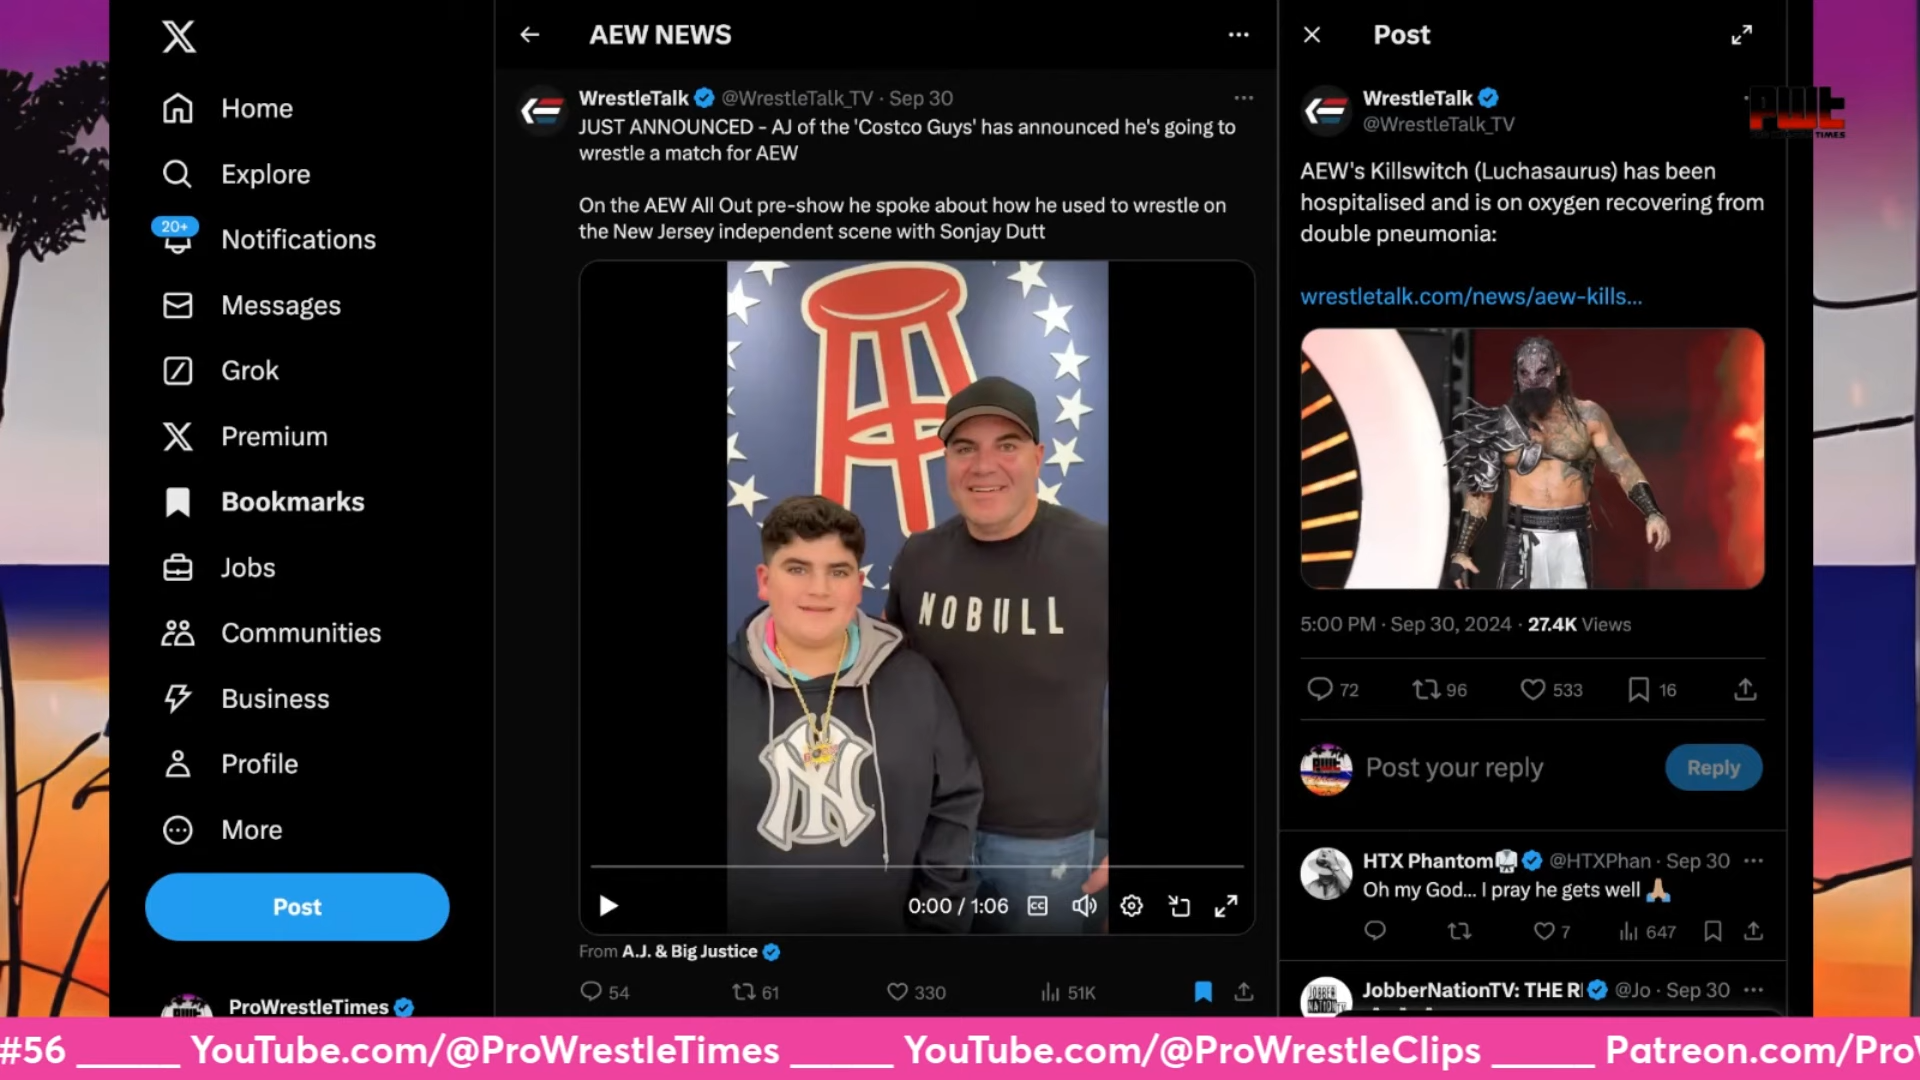 Home
Explore
20+
Notifications
Messages
Grok
Premium
Bookmarks
Jobs
Communities
Business
Profile
More
Post
ProWrestleTimes
AEW NEWS
WrestleTalk @WrestleTalk_TV · Sep 30
JUST ANNOUNCED - AJ of the 'Costco Guys' has announced he's going to
wrestle a match for AEW
On the AEW All Out pre-show he spoke about how he used to wrestle on
the New Jersey independent scene with Sonjay Dutt
NOBULL
NY
0:00 / 1:06
CC
From A.J. & Big Justice
54
61
330
51K
Post
PWT
TIMES
WrestleTalk
@WrestleTalk_TV
AEW's Killswitch (Luchasaurus) has been
hospitalised and is on oxygen recovering from
double pneumonia:
wrestletalk.com/news/aew-kills...
5:00 PM · Sep 30, 2024 · 27.4K Views
72
96
533
16
Post your reply
Reply
HTX Phantom @HTXPhan · Sep 30
Oh my God... I pray he gets well 🙏
7
647
JobberNationTV: THE R @Jo · Sep 30
#56 _____ YouTube.com/@ProWrestleTimes _____ YouTube.com/@ProWrestleClips _____ Patreon.com/ProW